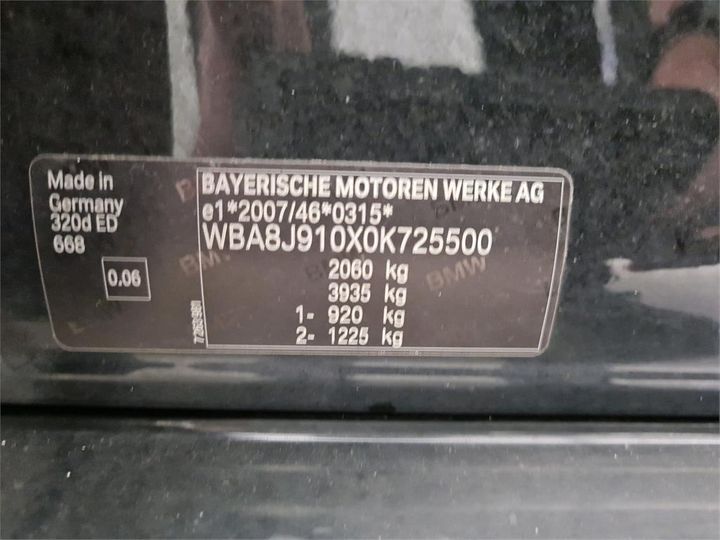 Made in
Germany
320d ED
668
0.06
BAYERISCHE MOTOREN WERKE AG
e1*2007/46*0315*
WBA8J910X0K725500
2060 kg
3935 kg
1- 920 kg
2- 1225 kg
BMW